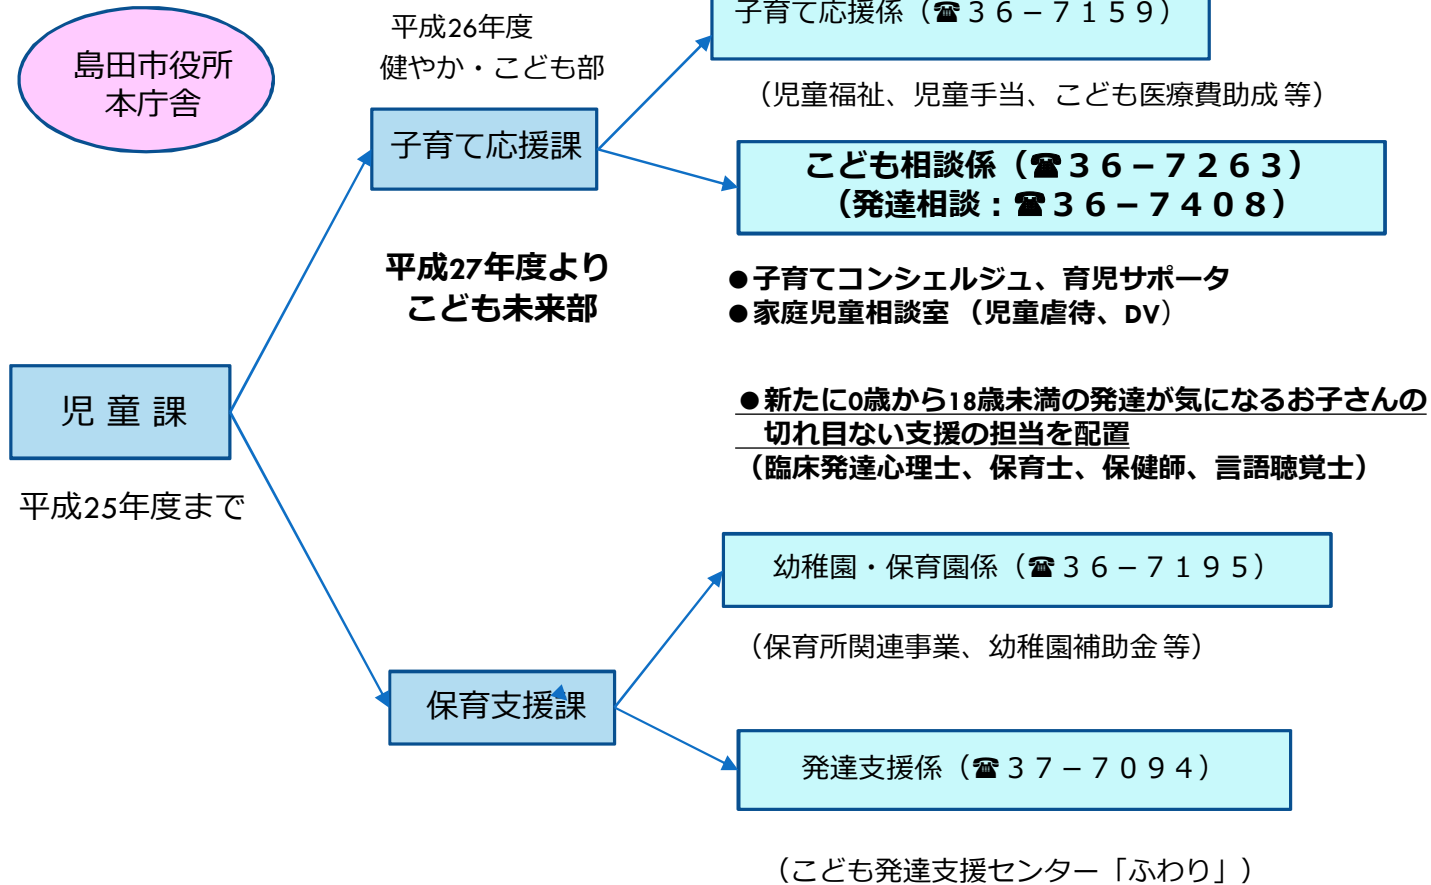 子育て応援係（☎３６－７１５９）
平成26年度
健やか・こども部
島田市役所
本庁舎
（児童福祉、児童手当、こども医療費助成 等）
子育て応援課
こども相談係（☎３６－７２６３）
（発達相談：☎３６－７４０８）
平成27年度より
こども未来部
●子育てコンシェルジュ、育児サポータ
●家庭児童相談室 （児童虐待、DV）
児 童 課
●新たに0歳から18歳未満の発達が気になるお子さんの
切れ目ない支援の担当を配置
（臨床発達心理士、保育士、保健師、言語聴覚士）
平成25年度まで
幼稚園・保育園係（☎３６－７１９５）
（保育所関連事業、幼稚園補助金 等）
保育支援課
発達支援係（☎３７－７０９４）
（こども発達支援センター「ふわり」）